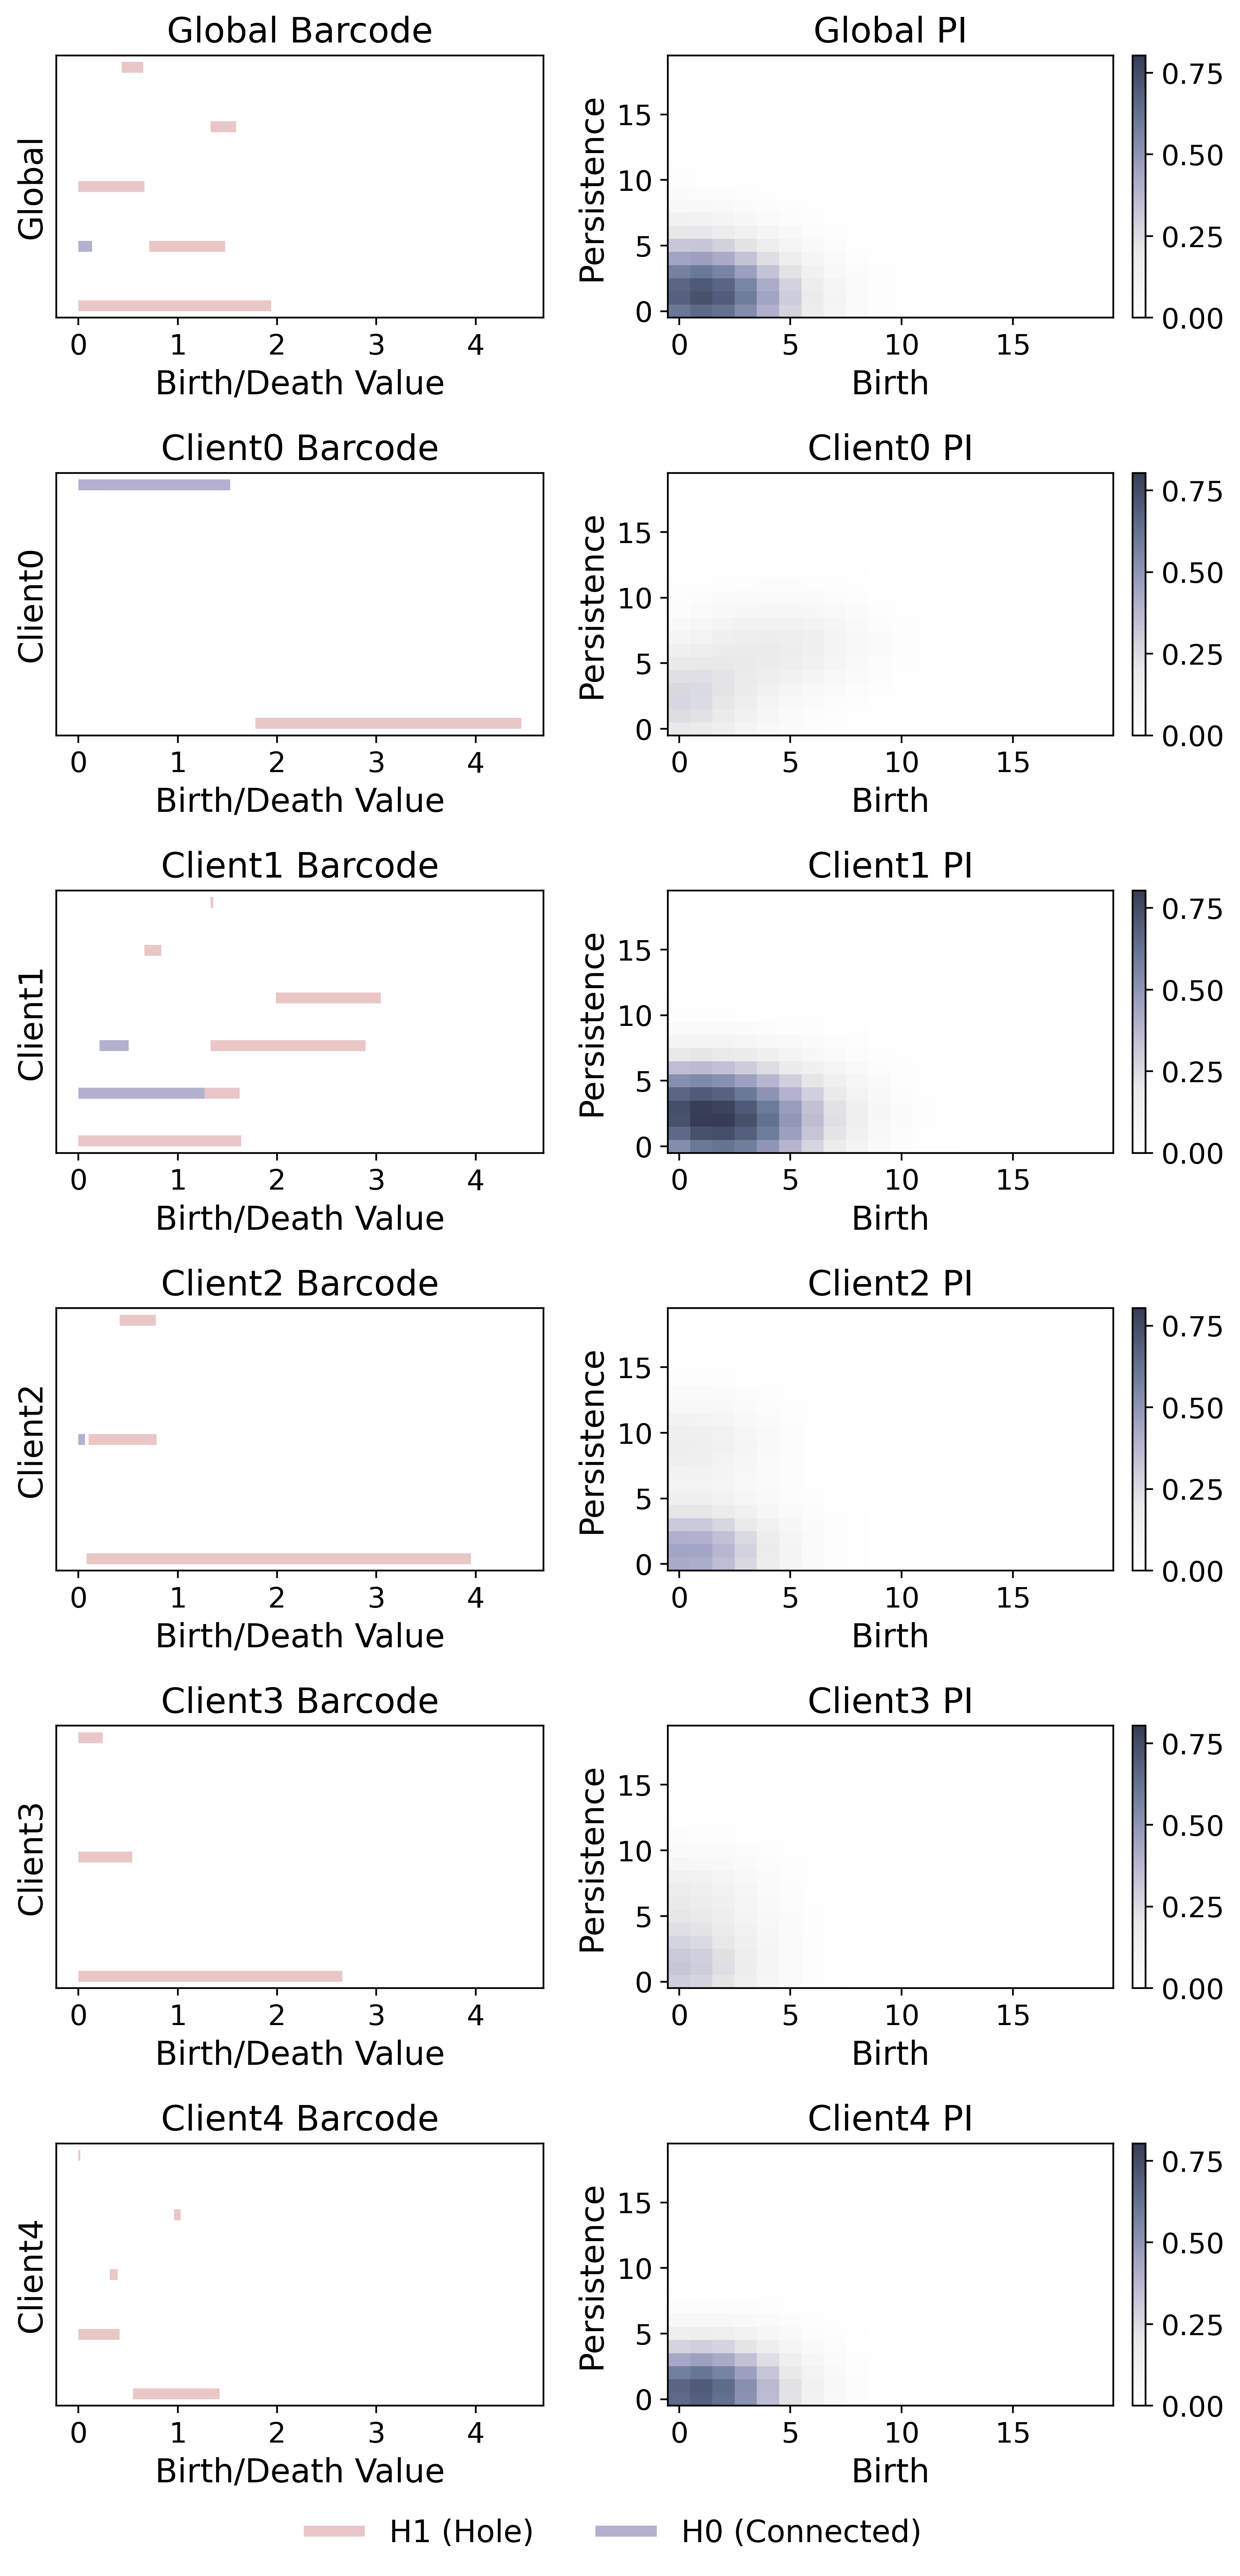 Global Barcode
Global
0 1 2 3 4
Birth/Death Value
Global PI
Persistence
15
10
5
0
0 5 10 15
Birth
0.75
0.50
0.25
0.00
Client0 Barcode
Client0
0 1 2 3 4
Birth/Death Value
Client0 PI
Persistence
15
10
5
0
0 5 10 15
Birth
0.75
0.50
0.25
0.00
Client1 Barcode
Client1
0 1 2 3 4
Birth/Death Value
Client1 PI
Persistence
15
10
5
0
0 5 10 15
Birth
0.75
0.50
0.25
0.00
Client2 Barcode
Client2
0 1 2 3 4
Birth/Death Value
Client2 PI
Persistence
15
10
5
0
0 5 10 15
Birth
0.75
0.50
0.25
0.00
Client3 Barcode
Client3
0 1 2 3 4
Birth/Death Value
Client3 PI
Persistence
15
10
5
0
0 5 10 15
Birth
0.75
0.50
0.25
0.00
Client4 Barcode
Client4
0 1 2 3 4
Birth/Death Value
Client4 PI
Persistence
15
10
5
0
0 5 10 15
Birth
0.75
0.50
0.25
0.00
H1 (Hole) H0 (Connected)